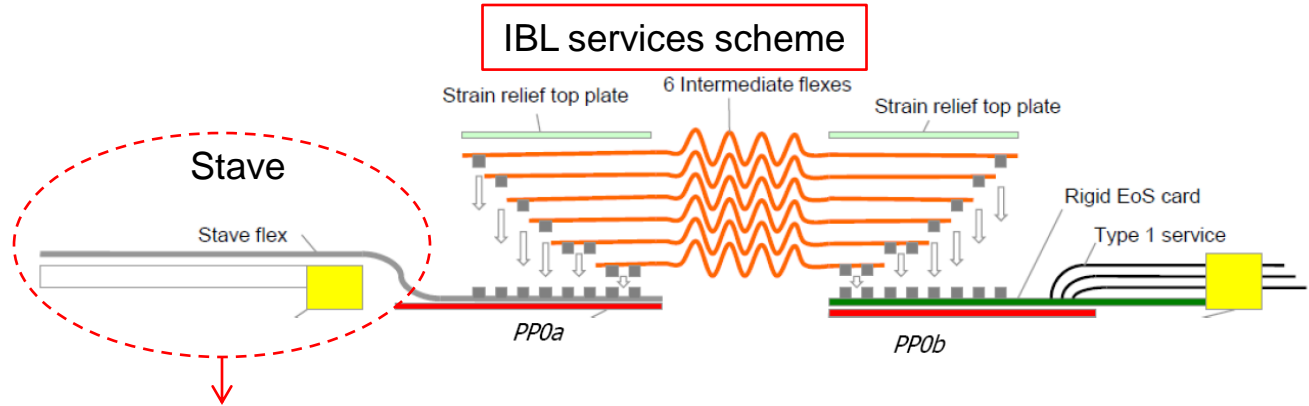 IBL services scheme
Strain relief top plate
6 Intermediate flexes
Strain relief top plate
Stave
Rigid EoS card
Stave flex
Type 1 service
PP0a
PP0b